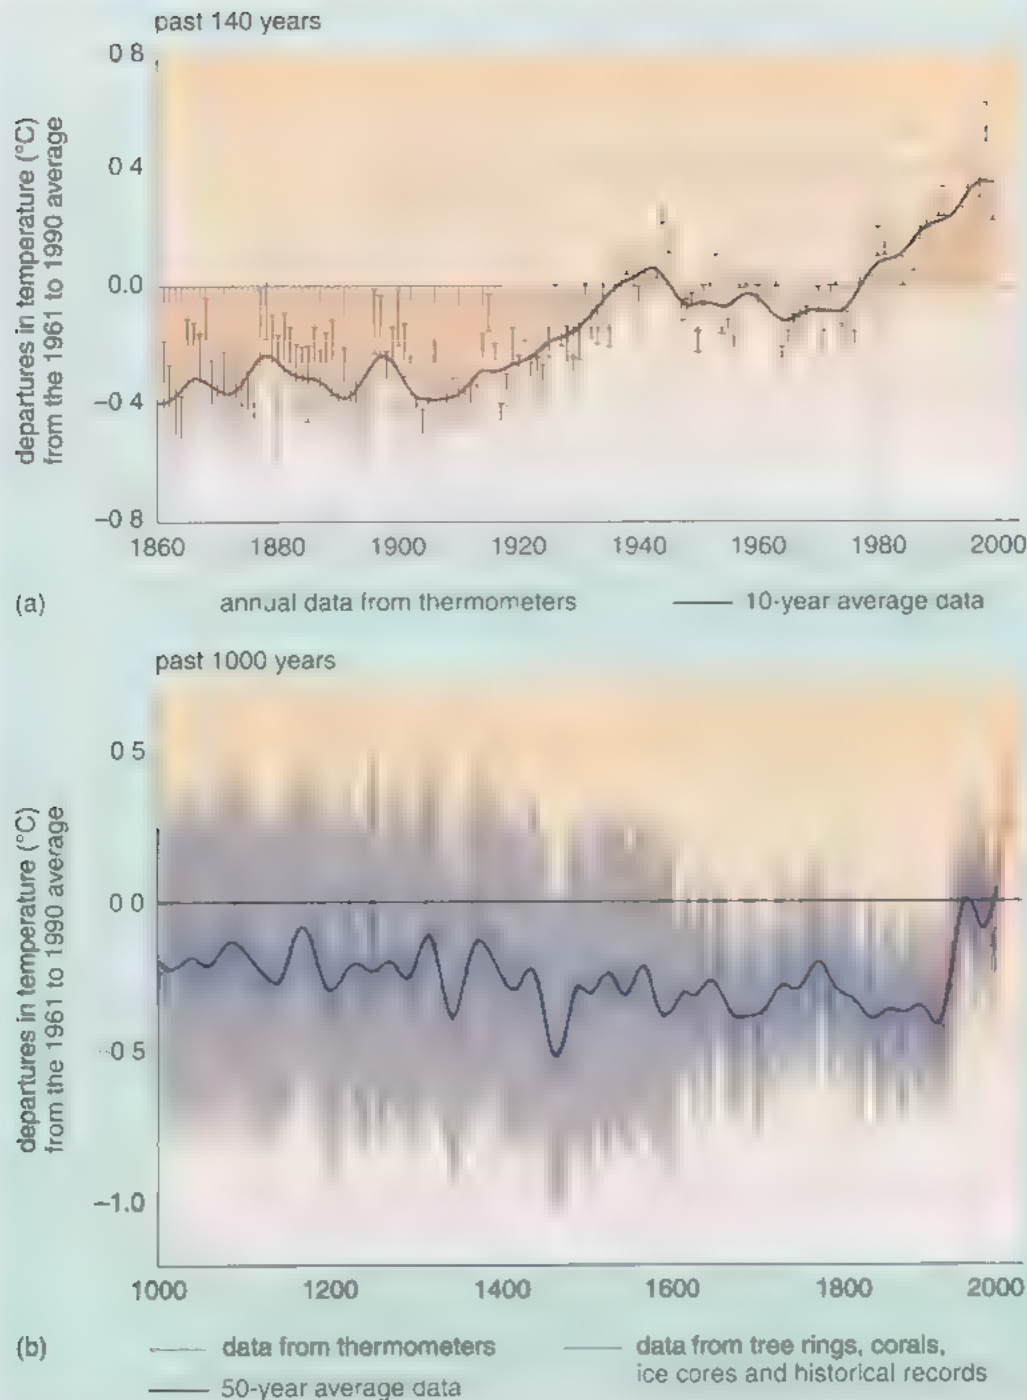 past 140 years
departures in temperature (°C)
from the 1961 to 1990 average
0 8
0 4
0.0
−0.4
−0 8
1860 1880 1900 1920 1940 1960 1980 2000
(a) annual data from thermometers 10-year average data
past 1000 years
departures in temperature (°C)
from the 1961 to 1990 average
0 5
0 0
-0 5
−1.0
1000 1200 1400 1600 1800 2000
(b) data from thermometers data from tree rings, corals,
ice cores and historical records
50-year average data